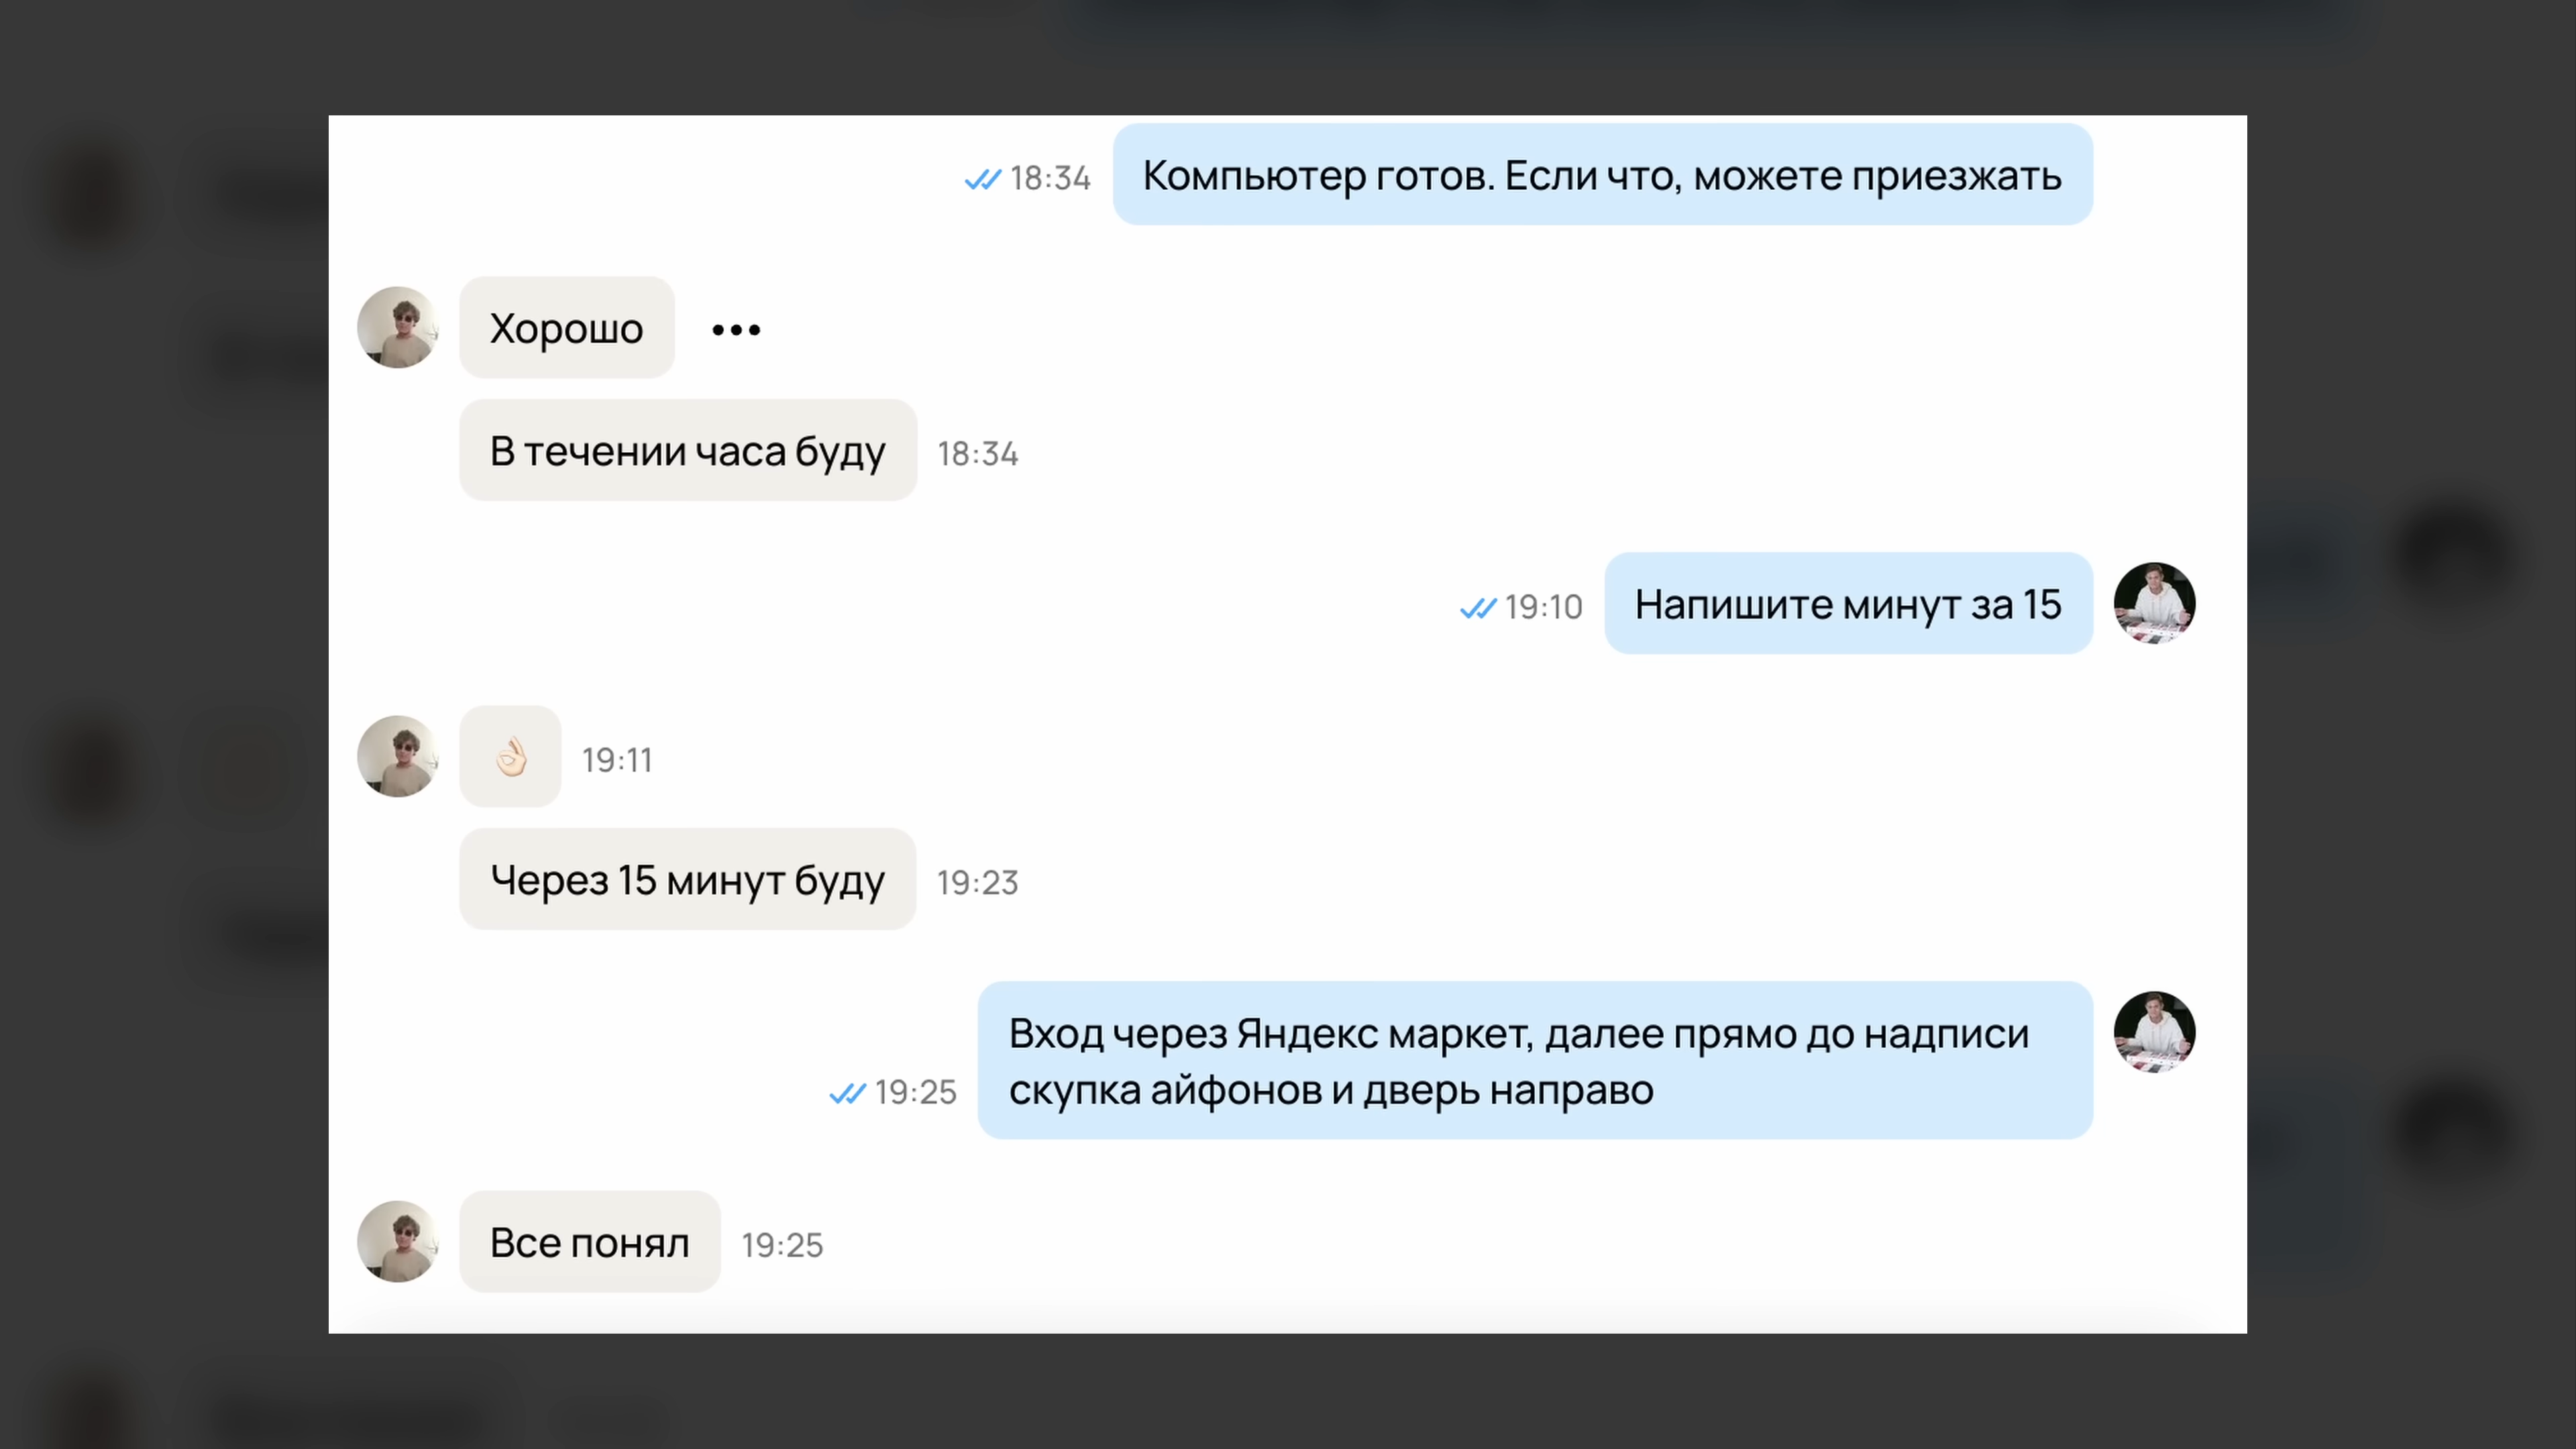 18:34 Компьютер готов. Если что, можете приезжать
Хорошо
В течении часа буду 18:34
19:10 Напишите минут за 15
👌🏻 19:11
Через 15 минут буду 19:23
Вход через Яндекс маркет, далее прямо до надписи
19:25 скупка айфонов и дверь направо
Все понял 19:25